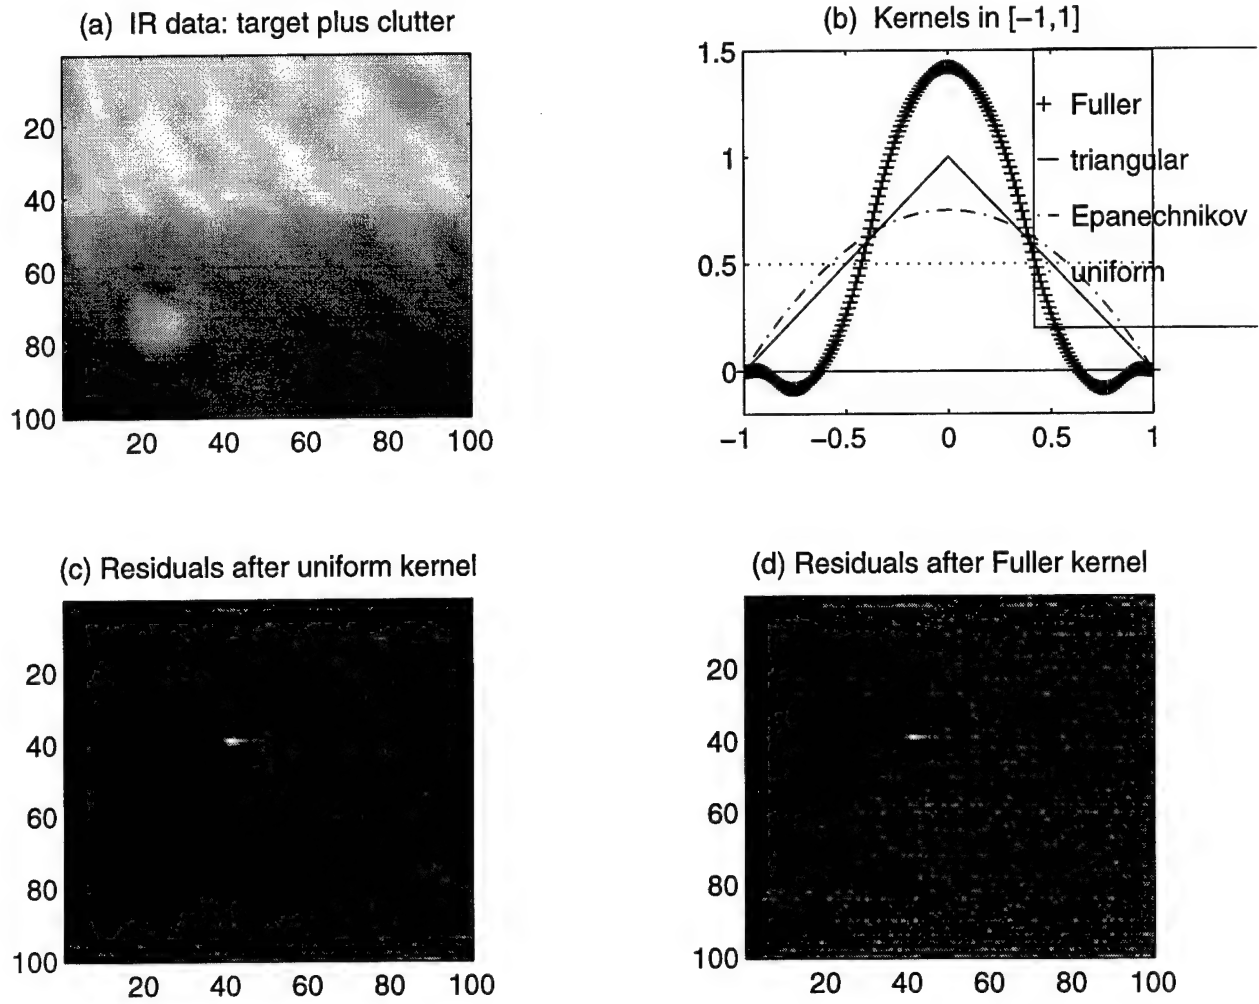 (a) IR data: target plus clutter
20
40
60
80
100
20 40 60 80 100
(b) Kernels in [−1,1]
1.5
1
0.5
0
−1 −0.5 0 0.5 1
+ Fuller
— triangular
-·- Epanechnikov
uniform
(c) Residuals after uniform kernel
20
40
60
80
100
20 40 60 80 100
(d) Residuals after Fuller kernel
20
40
60
80
100
20 40 60 80 100